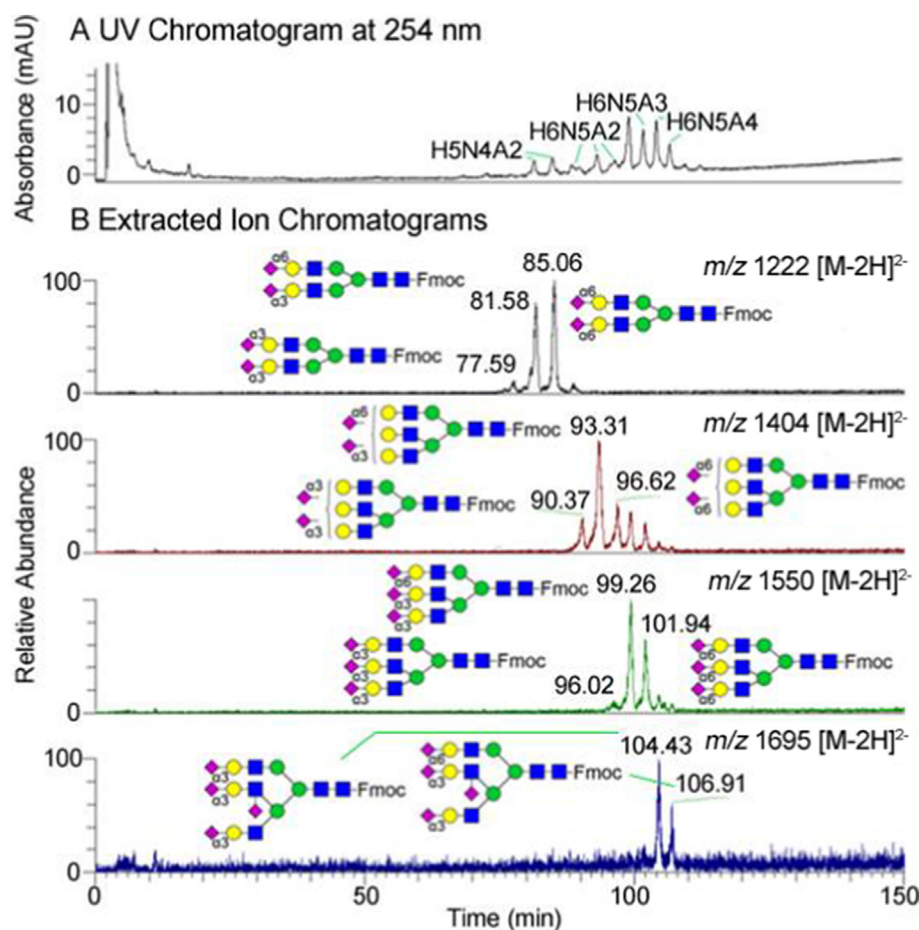 A UV Chromatogram at 254 nm
Absorbance (mAU)
10
0
H5N4A2
H6N5A2
H6N5A3
H6N5A4
B Extracted Ion Chromatograms
Relative Abundance
m/z 1222 [M-2H]²⁻
100
0
α6
α3
Fmoc
α3
α3
Fmoc
77.59
81.58
85.06
α6
α6
Fmoc
m/z 1404 [M-2H]²⁻
100
0
α6
α3
Fmoc
α3
α3
Fmoc
90.37
93.31
96.62
α6
α6
Fmoc
m/z 1550 [M-2H]²⁻
0
α6
α3
α3
Fmoc
α3
α3
α3
Fmoc
96.02
99.26
101.94
α6
α6
α6
Fmoc
m/z 1695 [M-2H]²⁻
100
0
α3
α3
α3
Fmoc
α6
α3
α3
Fmoc
104.43
106.91
0
50
100
150
Time (min)